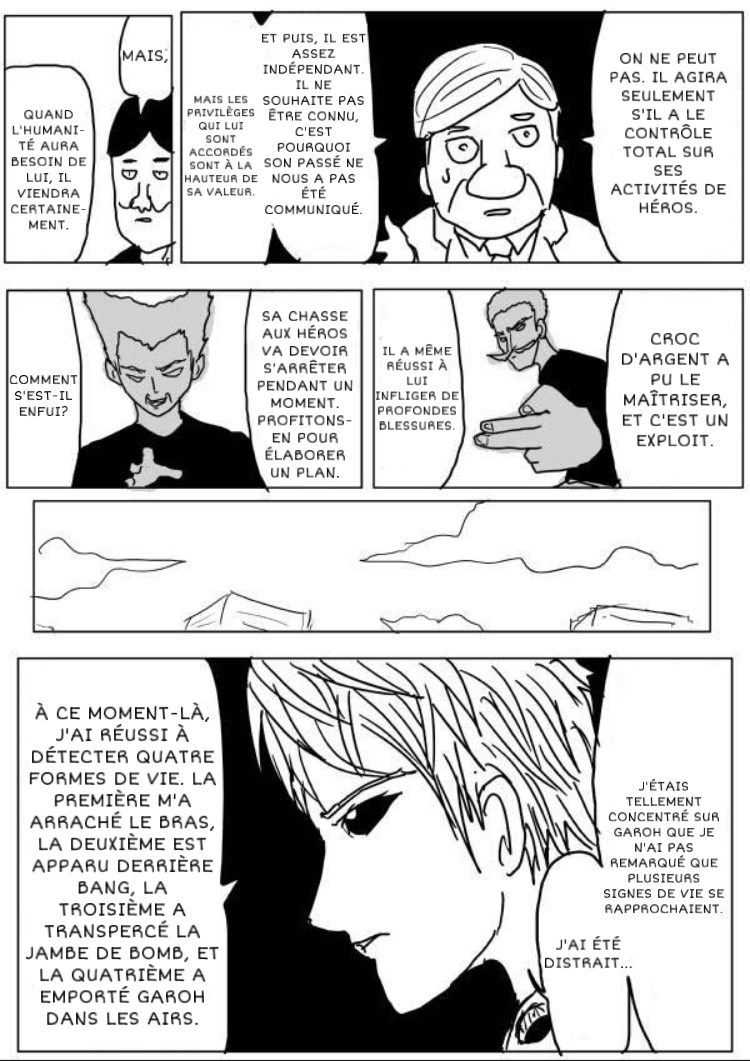 ON NE PEUT
PAS. IL AGIRA
SEULEMENT
S'IL A LE
CONTRÔLE
TOTAL SUR
SES
ACTIVITÉS DE
HÉROS.
ET PUIS, IL EST
ASSEZ
INDÉPENDANT.
IL NE
SOUHAITE PAS
ÊTRE CONNU,
C'EST
POURQUOI
SON PASSÉ NE
NOUS A PAS
ÉTÉ
COMMUNIQUÉ.
MAIS LES
PRIVILÈGES
QUI LUI
SONT
ACCORDÉS
SONT À LA
HAUTEUR DE
SA VALEUR.
MAIS,
QUAND
L'HUMANI-
TÉ AURA
BESOIN DE
LUI, IL
VIENDRA
CERTAINE-
MENT.
CROC
D'ARGENT A
PU LE
MAÎTRISER,
ET C'EST UN
EXPLOIT.
IL A MÊME
RÉUSSI À
LUI
INFLIGER DE
PROFONDES
BLESSURES.
SA CHASSE
AUX HÉROS
VA DEVOIR
S'ARRÊTER
PENDANT UN
MOMENT.
PROFITONS-
EN POUR
ÉLABORER
UN PLAN.
COMMENT
S'EST-IL
ENFUI?
J'ÉTAIS
TELLEMENT
CONCENTRÉ SUR
GAROH QUE JE
N'AI PAS
REMARQUÉ QUE
PLUSIEURS
SIGNES DE VIE SE
RAPPROCHAIENT.
J'AI ÉTÉ
DISTRAIT...
À CE MOMENT-LÀ,
J'AI RÉUSSI À
DÉTECTER QUATRE
FORMES DE VIE. LA
PREMIÈRE M'A
ARRACHÉ LE BRAS,
LA DEUXIÈME EST
APPARU DERRIÈRE
BANG, LA
TROISIÈME A
TRANSPERCÉ LA
JAMBE DE BOMB, ET
LA QUATRIÈME A
EMPORTÉ GAROH
DANS LES AIRS.